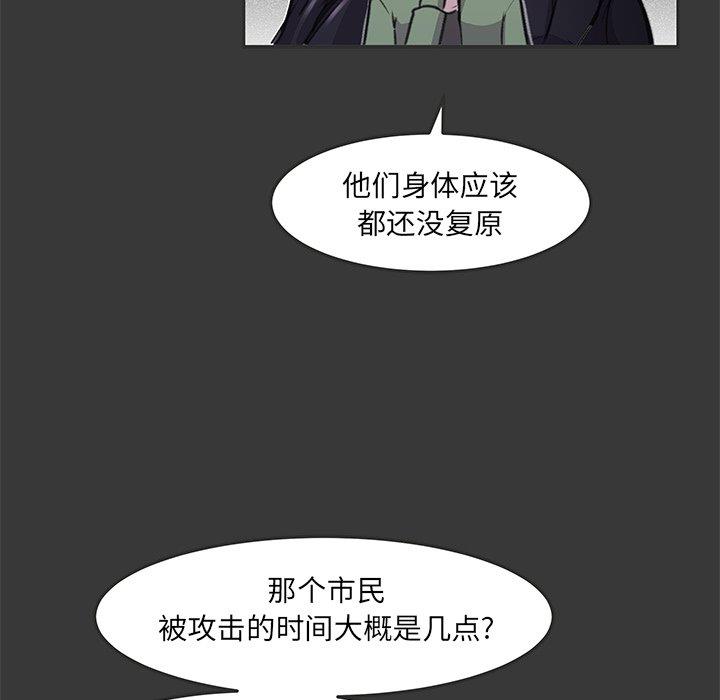 他们身体应该
都还没复原
那个市民
被攻击的时间大概是几点?